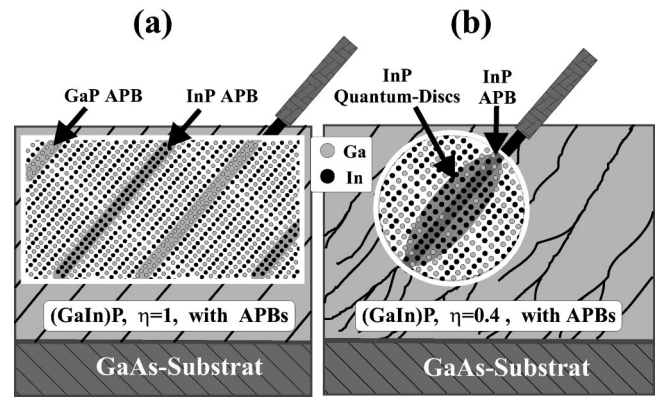 (a)
(b)
GaP APB
InP APB
InP
Quantum-Discs
InP
APB
Ga
In
(GaIn)P, η=1, with APBs
(GaIn)P, η=0.4 , with APBs
GaAs-Substrat
GaAs-Substrat